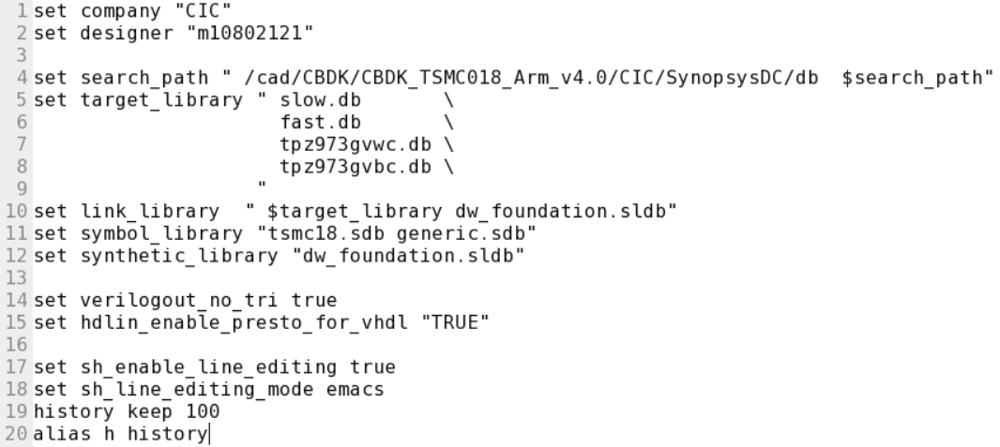 1 set company "CIC"
2 set designer "m10802121"
3
4 set search_path " /cad/CBDK/CBDK_TSMC018_Arm_v4.0/CIC/SynopsysDC/db  $search_path"
5 set target_library " slow.db       \
6                      fast.db       \
7                      tpz973gvwc.db \
8                      tpz973gvbc.db \
9                    "
10 set link_library  " $target_library dw_foundation.sldb"
11 set symbol_library "tsmc18.sdb generic.sdb"
12 set synthetic_library "dw_foundation.sldb"
13
14 set verilogout_no_tri true
15 set hdlin_enable_presto_for_vhdl "TRUE"
16
17 set sh_enable_line_editing true
18 set sh_line_editing_mode emacs
19 history keep 100
20 alias h history